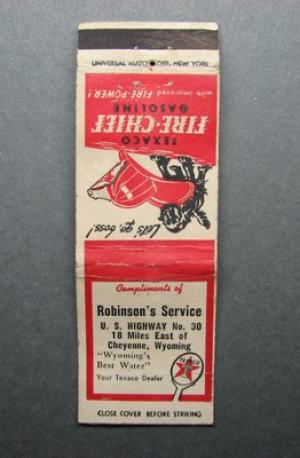 UNIVERSAL MATCH CORP., NEW YORK
TEXACO
FIRE-CHIEF
GASOLINE
with improved FIRE-POWER!
Let's go, boss!
Compliments of
Robinson's Service
U. S. HIGHWAY No. 30
18 Miles East of
Cheyenne, Wyoming
"Wyoming's
Best Water"
Your Texaco Dealer
TEXACO
T
CLOSE COVER BEFORE STRIKING